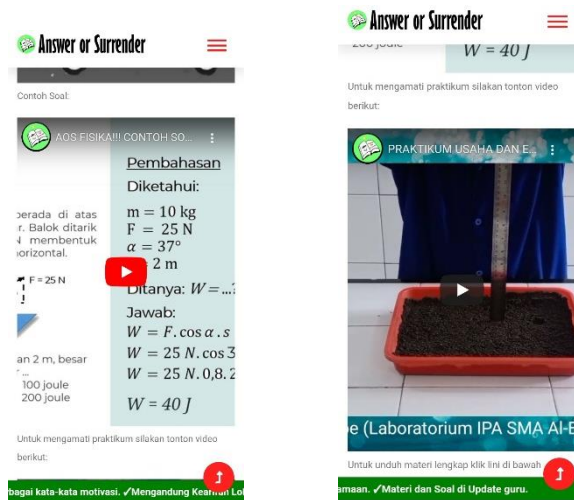 Answer or Surrender
Contoh Soal:
AOS FISIKA!!! CONTOH SO...
Pembahasan
Diketahui:
m = 10 kg
F = 25 N
α = 37°
2 m
Ditanya: W = ...?
Jawab:
W = F.cos α . s
W = 25 N.cos 3
W = 25 N.0,8.2
W = 40 J
berada di atas
r. Balok ditarik
N membentuk
orizontal.
F = 25 N
an 2 m, besar
...
100 joule
200 joule
Untuk mengamati praktikum silakan tonton video
berikut:
bagai kata-kata motivasi. ✓Mengandung Kearifan Lo
Answer or Surrender
200 joule
W = 40 J
Untuk mengamati praktikum silakan tonton video
berikut:
PRAKTIKUM USAHA DAN E...
e (Laboratorium IPA SMA Al-E
Untuk unduh materi lengkap klik lini di bawah
amaan. ✓Materi dan Soal di Update guru.